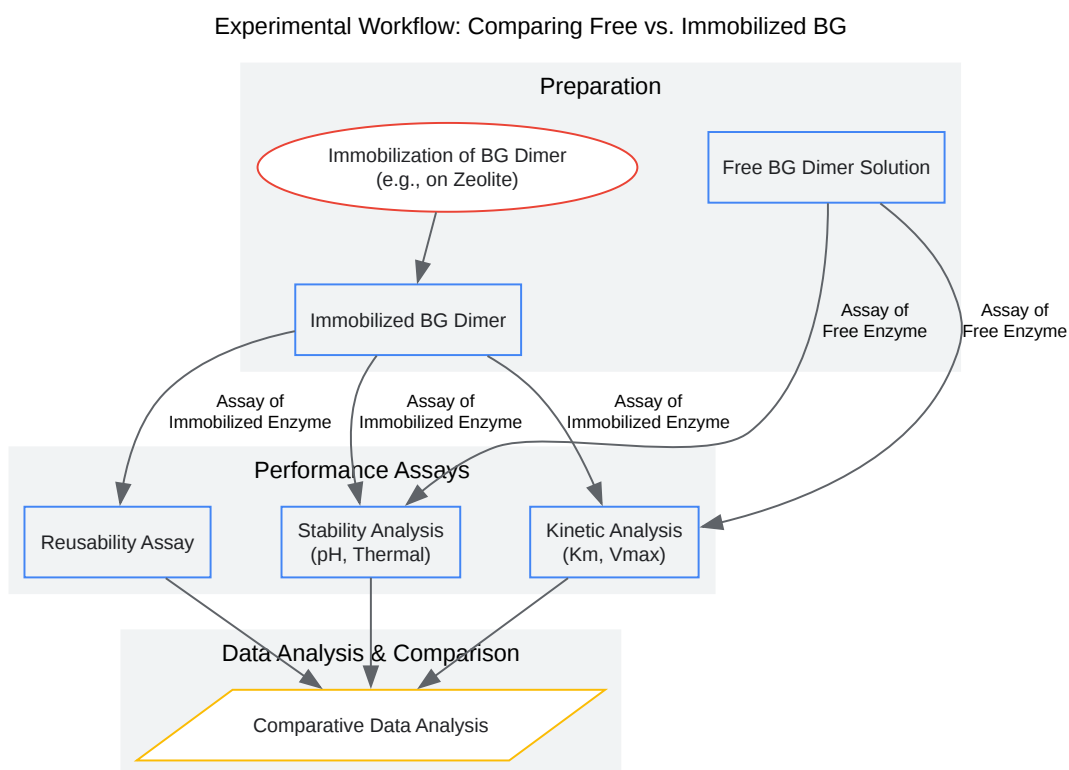 Experimental Workflow: Comparing Free vs. Immobilized BG
Preparation
Immobilization of BG Dimer
(e.g., on Zeolite)
Free BG Dimer Solution
Immobilized BG Dimer
Assay of
Free Enzyme
Assay of
Free Enzyme
Assay of
Immobilized Enzyme
Assay of
Immobilized Enzyme
Assay of
Immobilized Enzyme
Performance Assays
Reusability Assay
Stability Analysis
(pH, Thermal)
Kinetic Analysis
(Km, Vmax)
Data Analysis & Comparison
Comparative Data Analysis